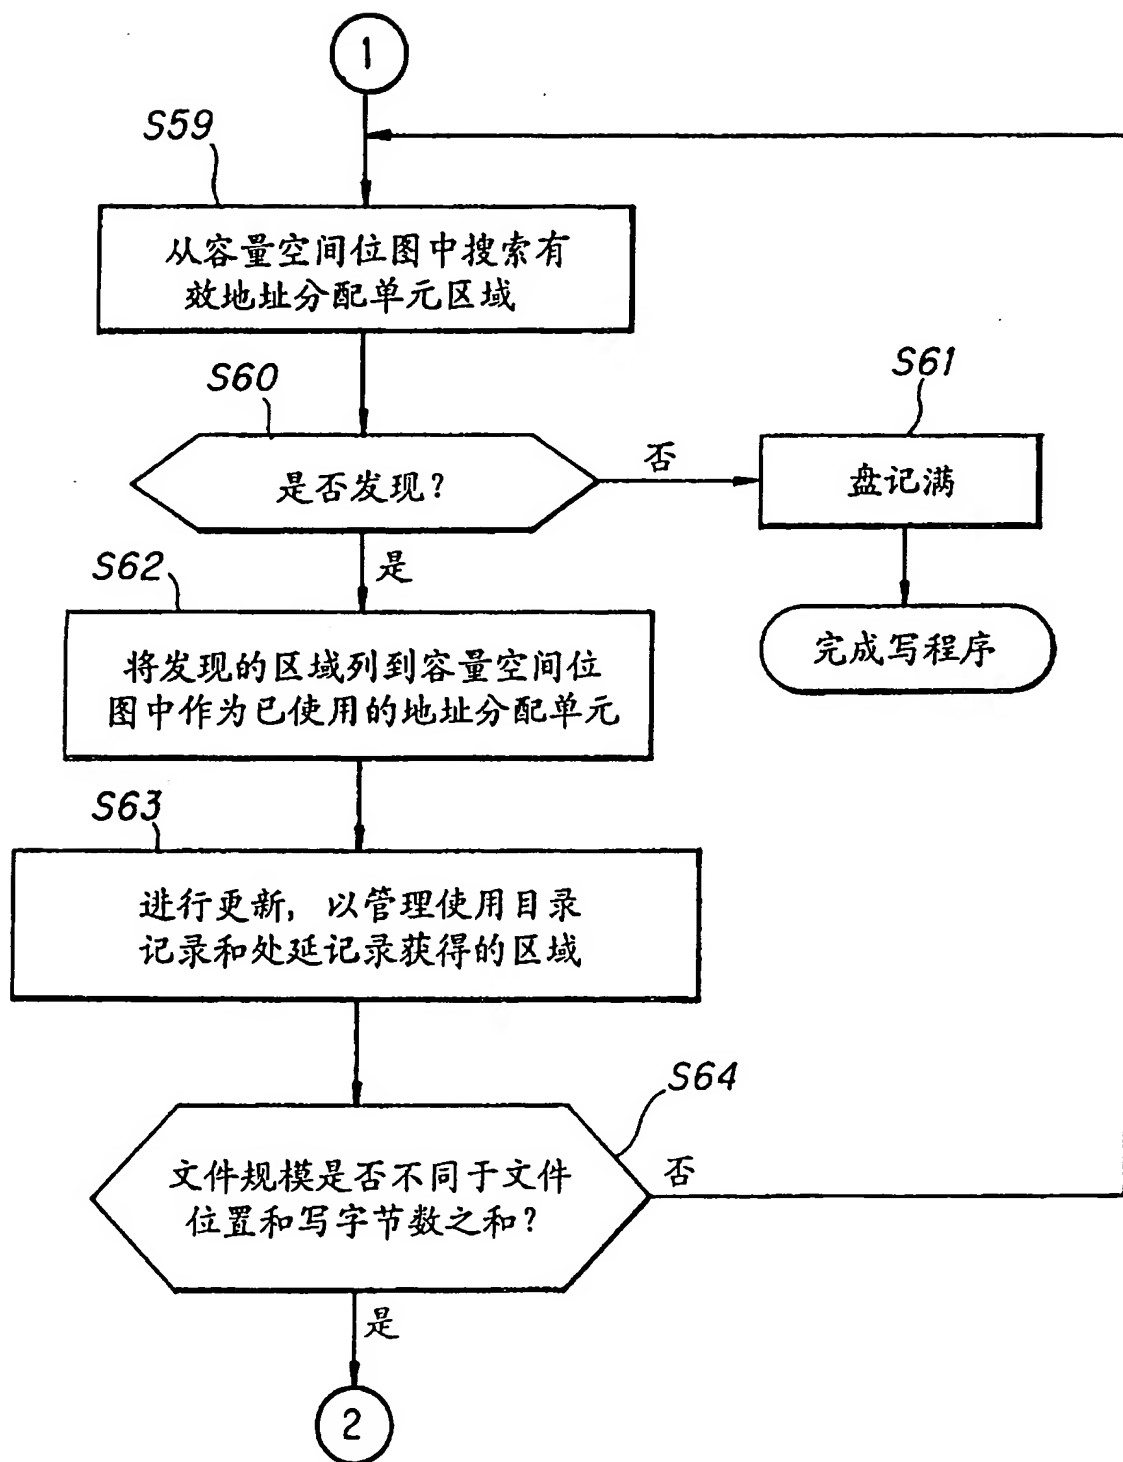 1
S59
从容量空间位图中搜索有
效地址分配单元区域
S60
是否发现?
否
S61
盘记满
完成写程序
是
S62
将发现的区域列到容量空间位
图中作为已使用的地址分配单元
S63
进行更新,以管理使用目录
记录和处延记录获得的区域
S64
文件规模是否不同于文件
位置和写字节数之和?
否
是
2